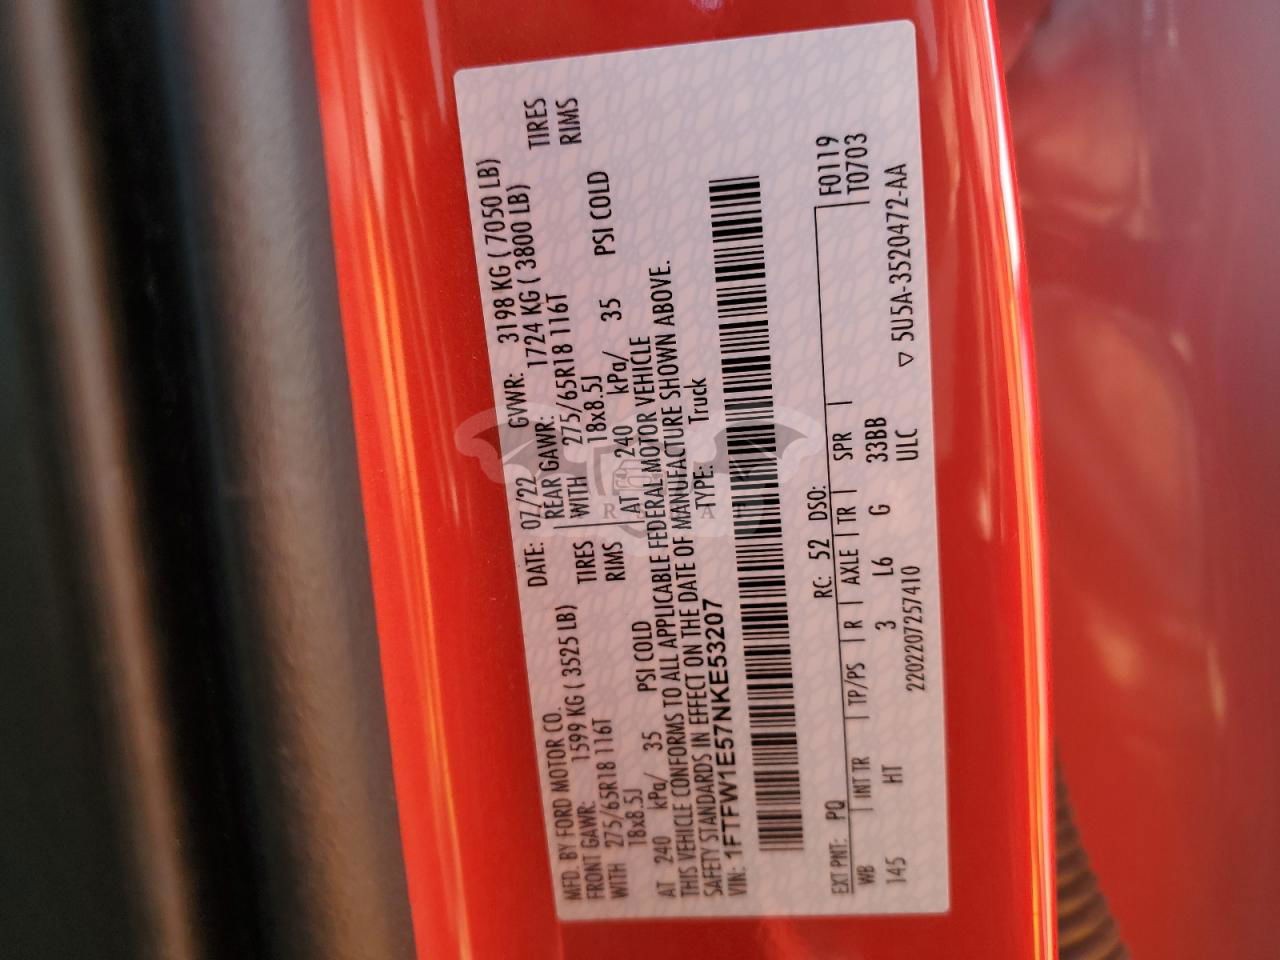 MFD. BY FORD MOTOR CO.
DATE: 07/22 GVWR: 3198 KG ( 7050 LB)
FRONT GAWR: 1599 KG ( 3525 LB)
REAR GAWR: 1724 KG ( 3800 LB)
WITH 275/65R18 116T TIRES
WITH 275/65R18 116T TIRES
18x8.5J RIMS
18x8.5J RIMS
AT 240 kPa/ 35 PSI COLD
AT 240 kPa/ 35 PSI COLD
THIS VEHICLE CONFORMS TO ALL APPLICABLE FEDERAL MOTOR VEHICLE
SAFETY STANDARDS IN EFFECT ON THE DATE OF MANUFACTURE SHOWN ABOVE.
VIN: 1FTFW1E57NKE53207 TYPE: Truck
F0119
T0703
EXT PNT: PQ RC: 52 DSO:
WB INT TR TP/PS R AXLE TR SPR
145 HT 3 L6 G 33BB
2202207257410 ULC ▽ 5U5A-3520472-AA